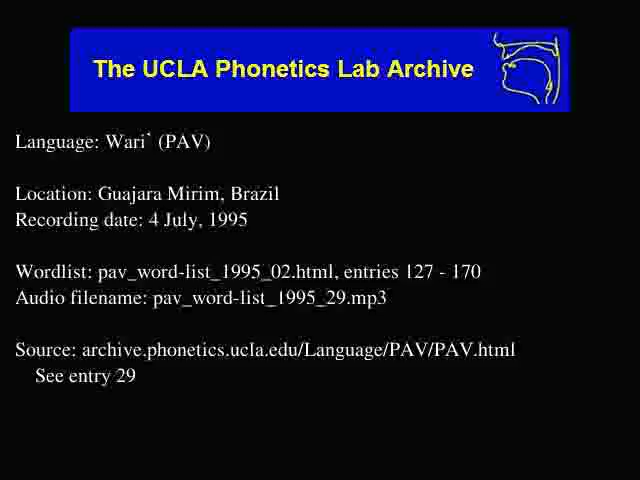 The UCLA Phonetics Lab Archive
Language: Wari` (PAV)
Location: Guajara Mirim, Brazil
Recording date: 4 July, 1995
Wordlist: pav_word-list_1995_02.html, entries 127 - 170
Audio filename: pav_word-list_1995_29.mp3
Source: archive.phonetics.ucla.edu/Language/PAV/PAV.html
See entry 29